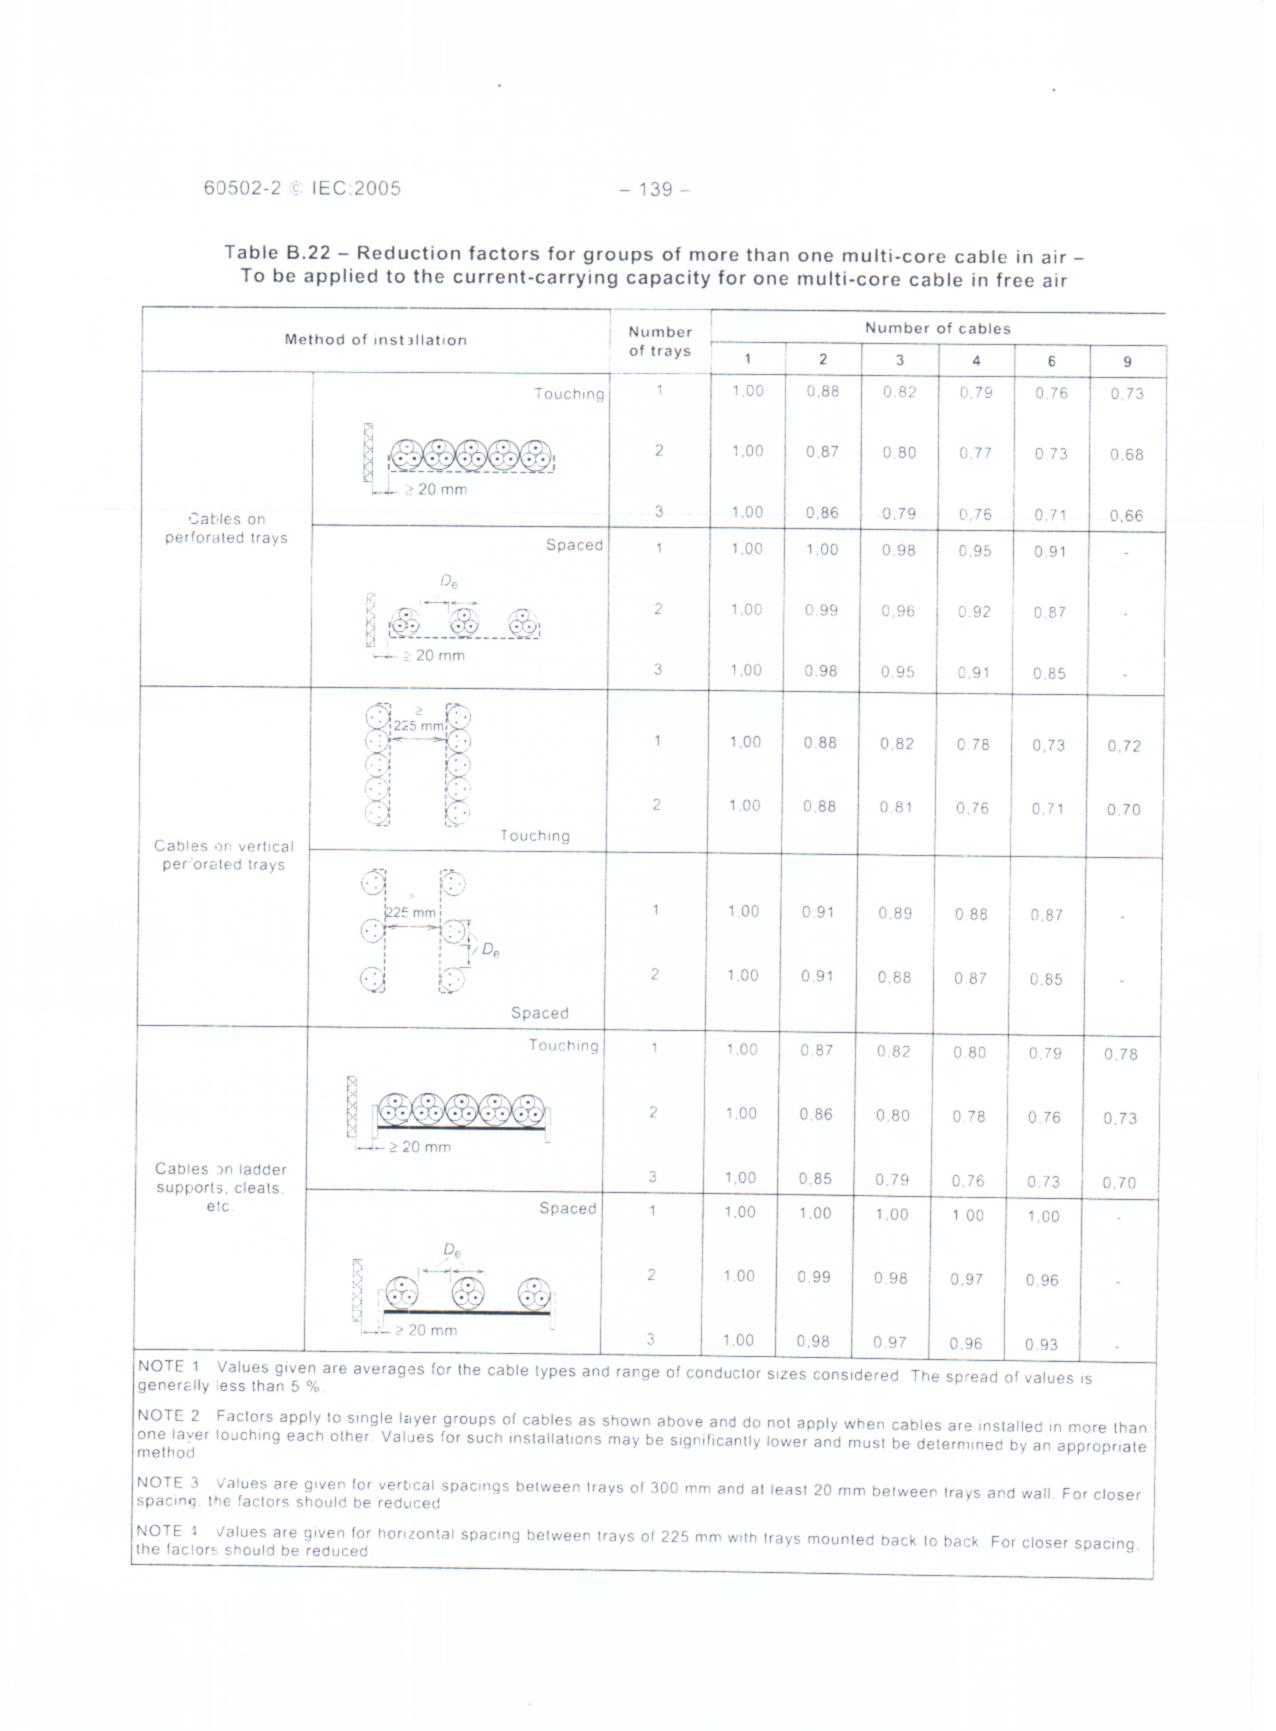 60502-2 © IEC:2005
– 139 –
Table B.22 – Reduction factors for groups of more than one multi-core cable in air –
To be applied to the current-carrying capacity for one multi-core cable in free air
Method of installation
Number
of trays
Number of cables
1 2 3 4 6 9
Cables on
perforated trays
Touching
≥ 20 mm
1 1,00 0,88 0,82 0,79 0,76 0,73
2 1,00 0,87 0,80 0,77 0,73 0,68
3 1,00 0,86 0,79 0,76 0,71 0,66
Spaced
De
≥ 20 mm
1 1,00 1,00 0,98 0,95 0,91 -
2 1,00 0,99 0,96 0,92 0,87 -
3 1,00 0,98 0,95 0,91 0,85 -
Cables on vertical
perforated trays
≥
225 mm
Touching
1 1,00 0,88 0,82 0,78 0,73 0,72
2 1,00 0,88 0,81 0,76 0,71 0,70
≥
225 mm
De
Spaced
1 1,00 0,91 0,89 0,88 0,87 -
2 1,00 0,91 0,88 0,87 0,85 -
Cables on ladder
supports, cleats,
etc.
Touching
≥ 20 mm
1 1,00 0,87 0,82 0,80 0,79 0,78
2 1,00 0,86 0,80 0,78 0,76 0,73
3 1,00 0,85 0,79 0,76 0,73 0,70
Spaced
De
≥ 20 mm
1 1,00 1,00 1,00 1,00 1,00 -
2 1,00 0,99 0,98 0,97 0,96 -
3 1,00 0,98 0,97 0,96 0,93 -
NOTE 1 Values given are averages for the cable types and range of conductor sizes considered. The spread of values is
generally less than 5 %.
NOTE 2 Factors apply to single layer groups of cables as shown above and do not apply when cables are installed in more than
one layer touching each other. Values for such installations may be significantly lower and must be determined by an appropriate
method.
NOTE 3 Values are given for vertical spacings between trays of 300 mm and at least 20 mm between trays and wall. For closer
spacing, the factors should be reduced.
NOTE 4 Values are given for horizontal spacing between trays of 225 mm with trays mounted back to back. For closer spacing,
the factors should be reduced.